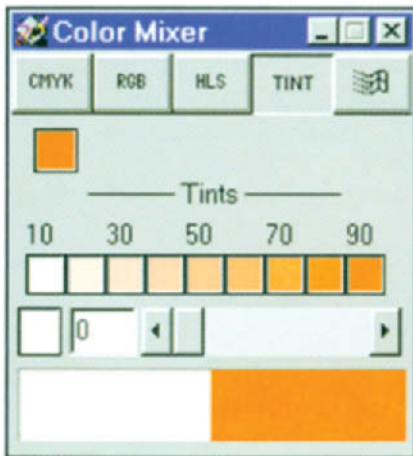 Color Mixer
CMYK RGB HLS TINT
Tints
10 30 50 70 90
0